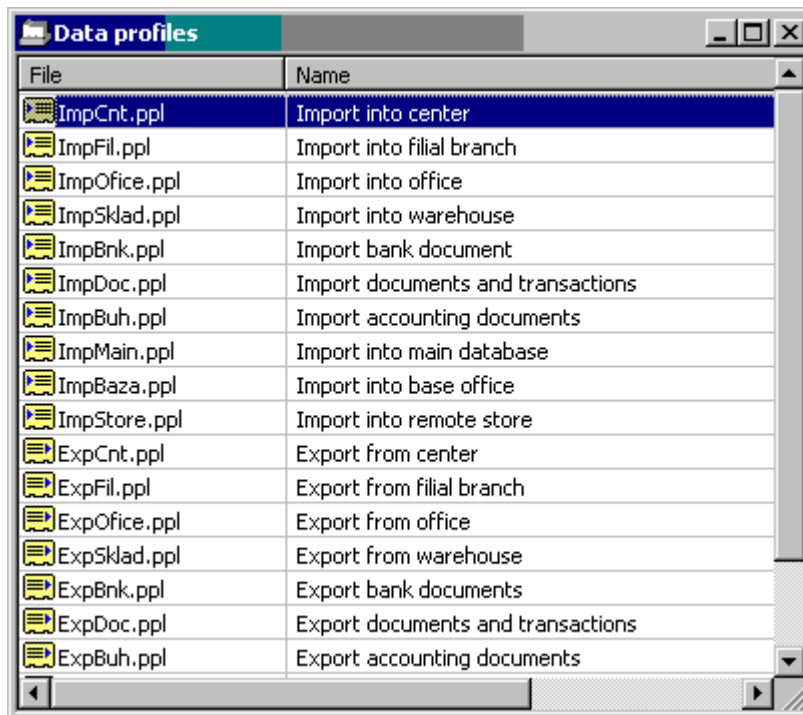 Data profiles
File Name
ImpCnt.ppl Import into center
ImpFil.ppl Import into filial branch
ImpOfice.ppl Import into office
ImpSklad.ppl Import into warehouse
ImpBnk.ppl Import bank document
ImpDoc.ppl Import documents and transactions
ImpBuh.ppl Import accounting documents
ImpMain.ppl Import into main database
ImpBaza.ppl Import into base office
ImpStore.ppl Import into remote store
ExpCnt.ppl Export from center
ExpFil.ppl Export from filial branch
ExpOfice.ppl Export from office
ExpSklad.ppl Export from warehouse
ExpBnk.ppl Export bank documents
ExpDoc.ppl Export documents and transactions
ExpBuh.ppl Export accounting documents